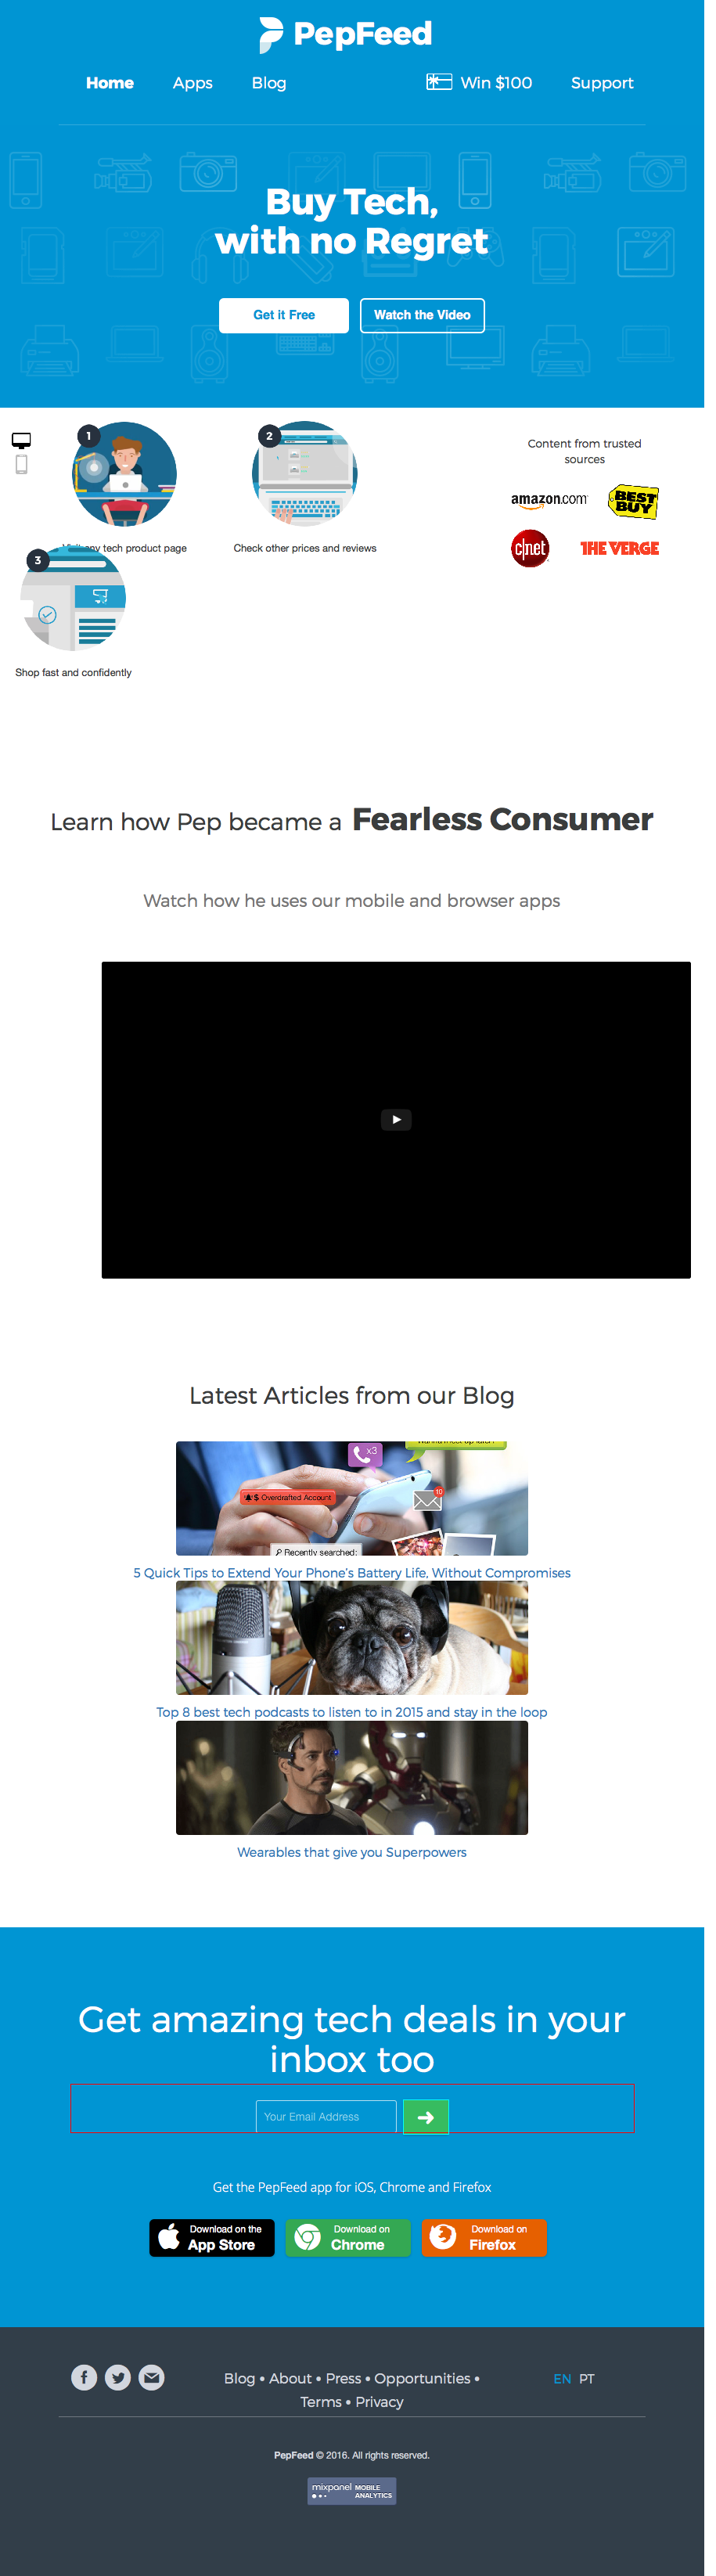 PepFeed
Home
Apps
Blog
Win $100
Support
Buy Tech,
with no Regret
Get it Free
Watch the Video
1
2
Content from trusted
sources
amazon.com
BEST
BUY
any tech product page
Check other prices and reviews
c|net
THE VERGE
3
Shop fast and confidently
Learn how Pep became a Fearless Consumer
Watch how he uses our mobile and browser apps
Latest Articles from our Blog
x3
$ Overdrafted Account
10
Recently searched:
5 Quick Tips to Extend Your Phone's Battery Life, Without Compromises
Top 8 best tech podcasts to listen to in 2015 and stay in the loop
Wearables that give you Superpowers
Get amazing tech deals in your
inbox too
Your Email Address
Get the PepFeed app for iOS, Chrome and Firefox
Download on the
App Store
Download on
Chrome
Download on
Firefox
Blog • About • Press • Opportunities •
Terms • Privacy
EN PT
PepFeed © 2016. All rights reserved.
mixpanel MOBILE
ANALYTICS